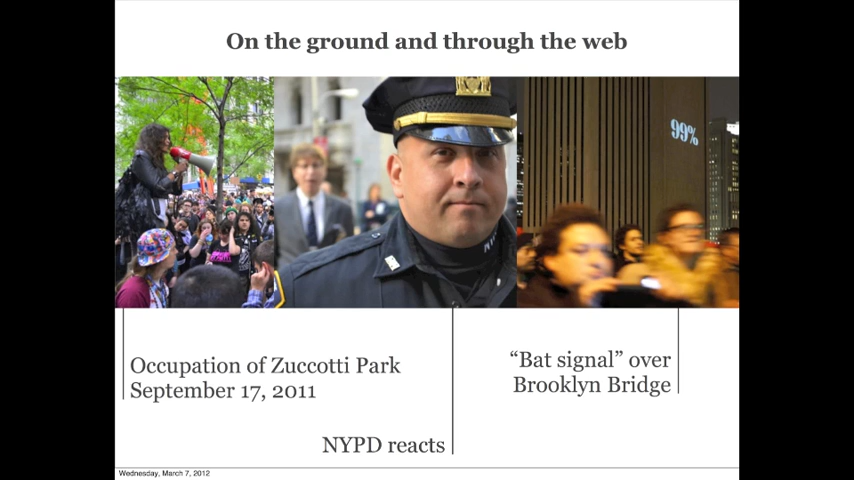 On the ground and through the web
99%
Occupation of Zuccotti Park
September 17, 2011
“Bat signal” over
Brooklyn Bridge
NYPD reacts
Wednesday, March 7, 2012